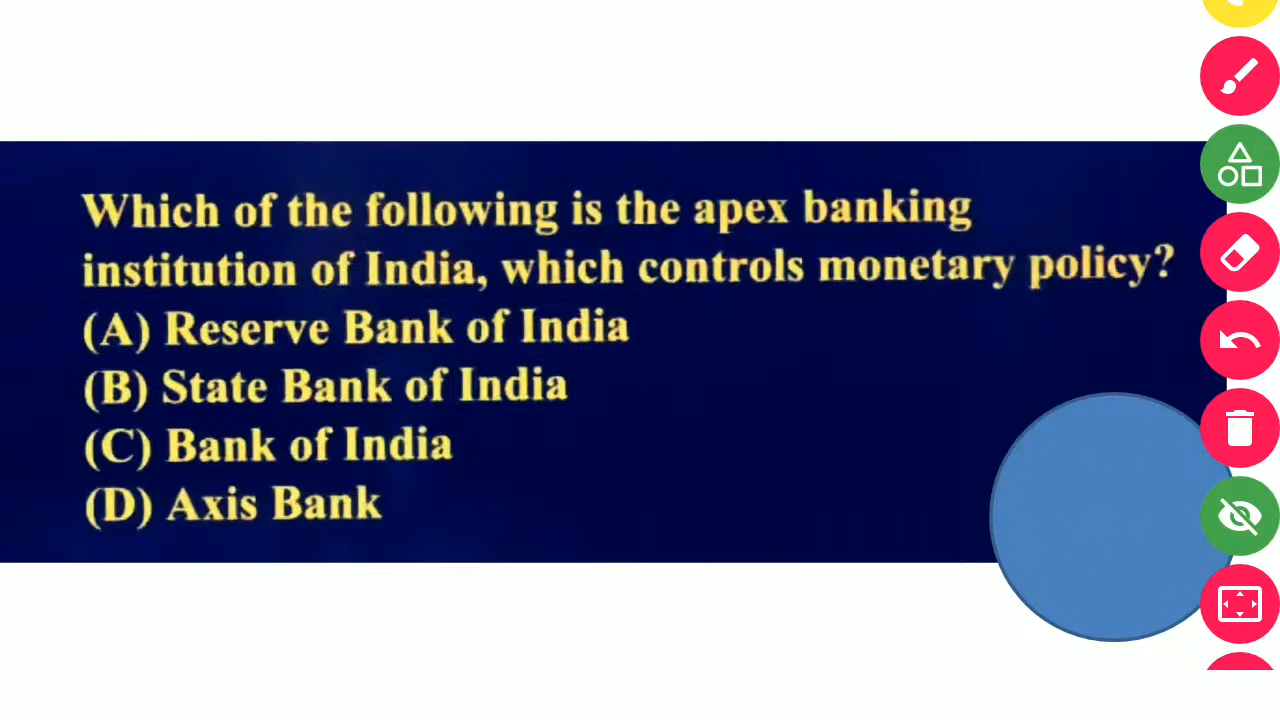 Which of the following is the apex banking
institution of India, which controls monetary policy?
(A) Reserve Bank of India
(B) State Bank of India
(C) Bank of India
(D) Axis Bank